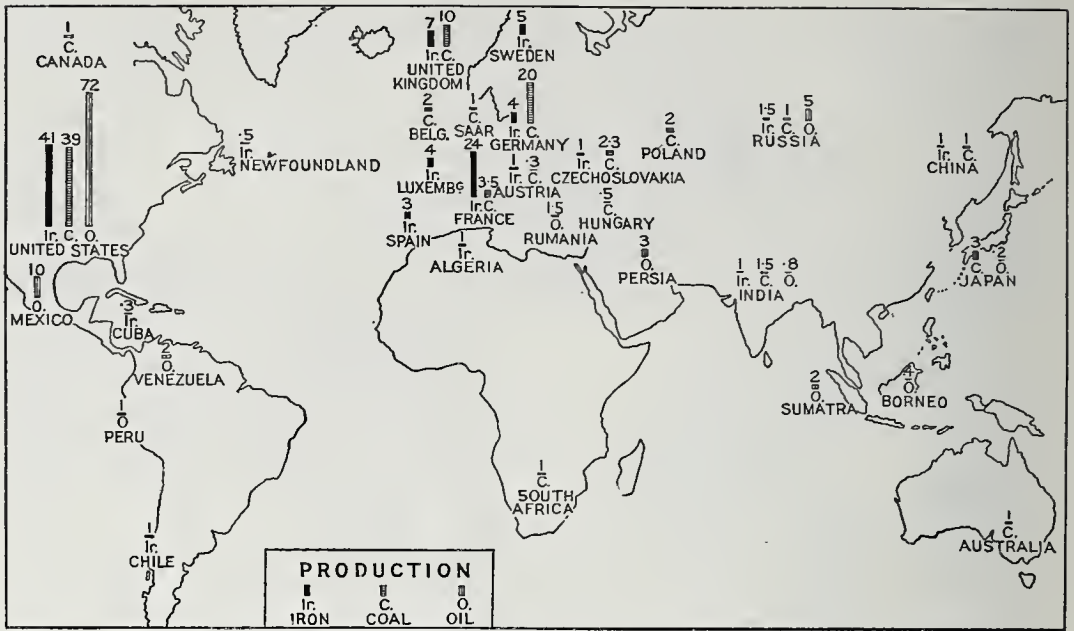 1
C.
CANADA
72
41 39
Ir. C. O.
UNITED STATES
.5
Ir.
NEWFOUNDLAND
10
O.
MEXICO
.3
Ir.
CUBA
2
O.
VENEZUELA
1
O
PERU
1
Ir.
CHILE
7 10
Ir. C.
UNITED
KINGDOM
5
Ir.
SWEDEN
2
C.
BELG.
1
C.
SAAR
20
4
Ir. C.
GERMANY
4
Ir.
LUXEMBG
24
3.5
Ir. C.
FRANCE
1 .3
Ir. C.
AUSTRIA
1 2.3
Ir. C.
CZECHOSLOVAKIA
2
C.
POLAND
1.5 1 5
Ir. C. O.
RUSSIA
3
Ir.
SPAIN
1
Ir.
ALGERIA
1.5
O.
RUMANIA
.5
C.
HUNGARY
3
O.
PERSIA
1 1.5 .8
Ir. C. O.
INDIA
1 1
Ir. C.
CHINA
3 2
C. O.
JAPAN
2
O.
SUMATRA
.4
O.
BORNEO
1
C.
SOUTH
AFRICA
1
C.
AUSTRALIA
PRODUCTION
Ir. C. O.
IRON COAL OIL